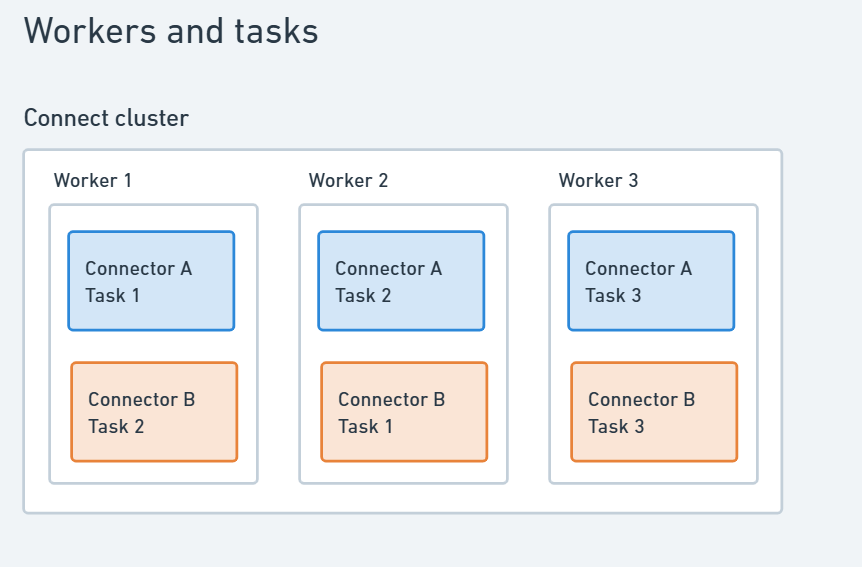 Workers and tasks
Connect cluster
Worker 1
Connector A
Task 1
Connector B
Task 2
Worker 2
Connector A
Task 2
Connector B
Task 1
Worker 3
Connector A
Task 3
Connector B
Task 3